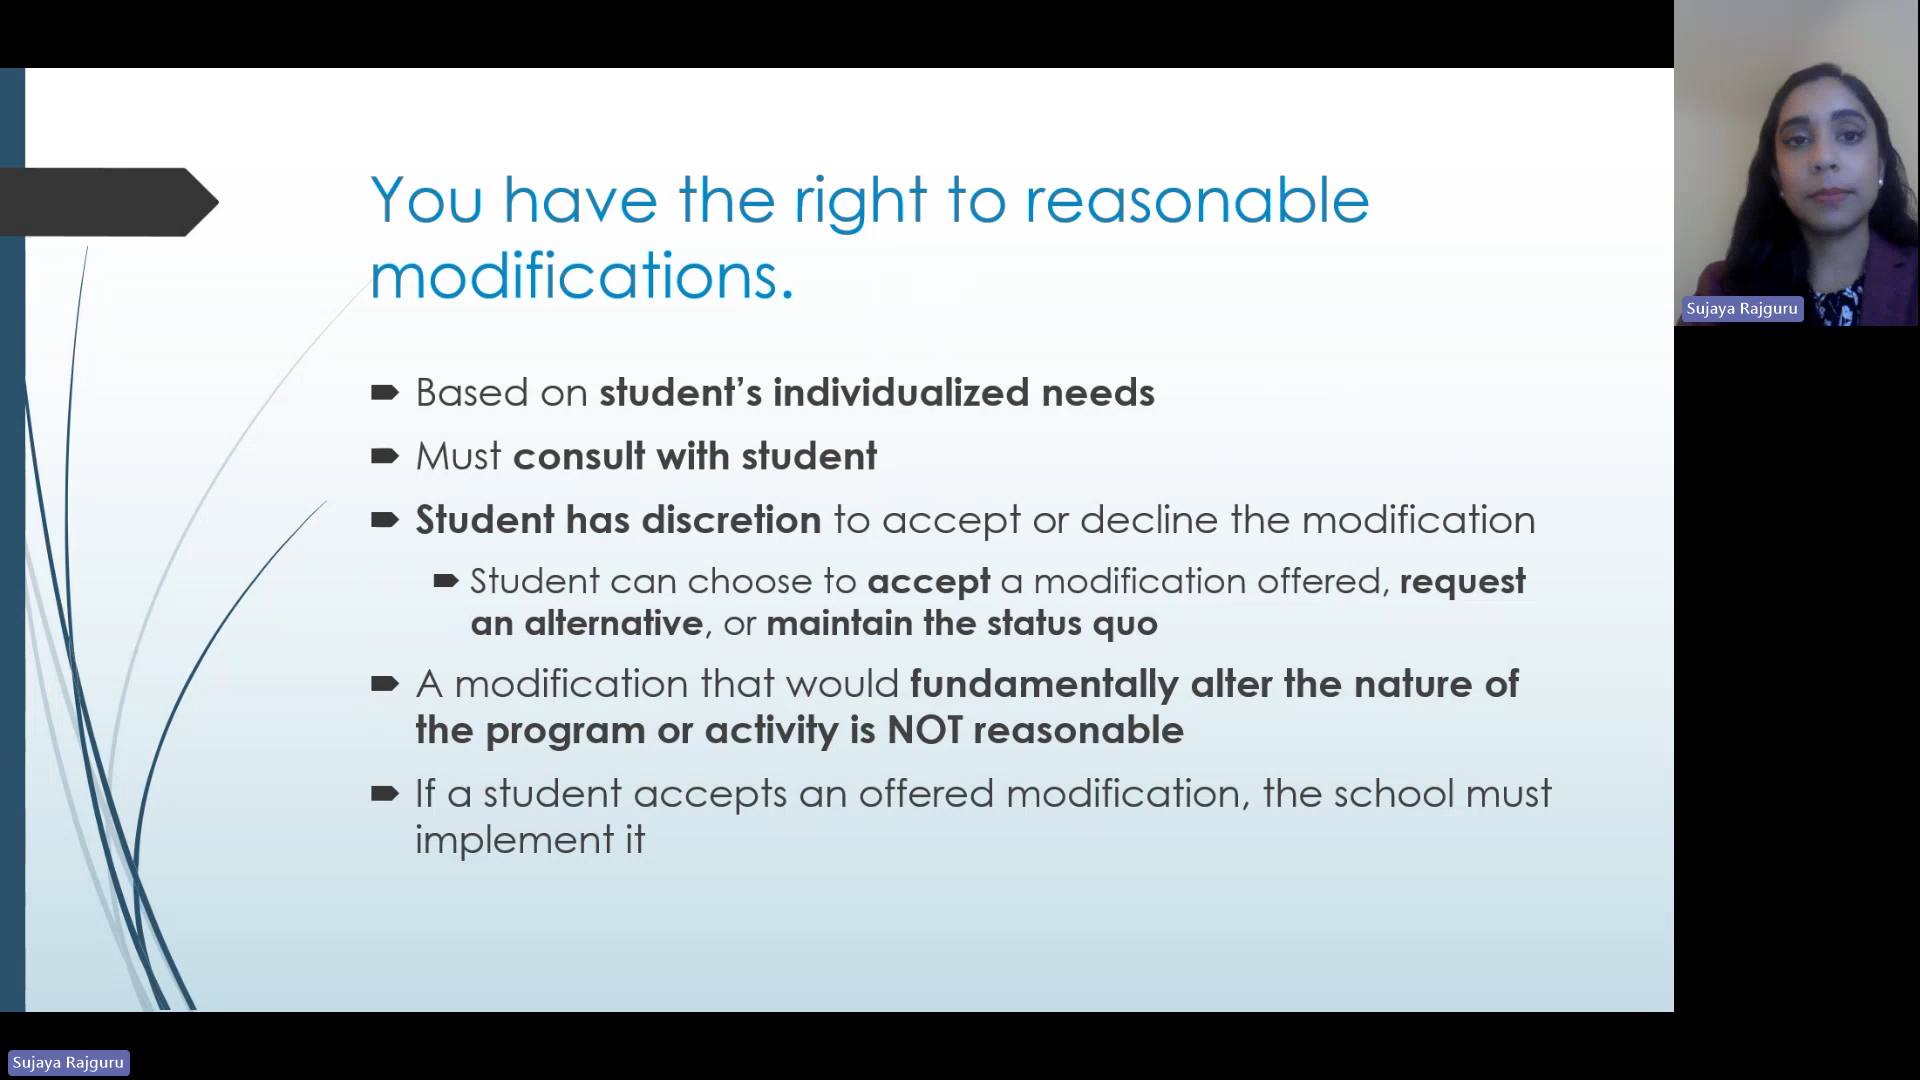 You have the right to reasonable
modifications.
Based on student's individualized needs
Must consult with student
Student has discretion to accept or decline the modification
Student can choose to accept a modification offered, request
an alternative, or maintain the status quo
A modification that would fundamentally alter the nature of
the program or activity is NOT reasonable
If a student accepts an offered modification, the school must
implement it
Sujaya Rajguru
Sujaya Rajguru